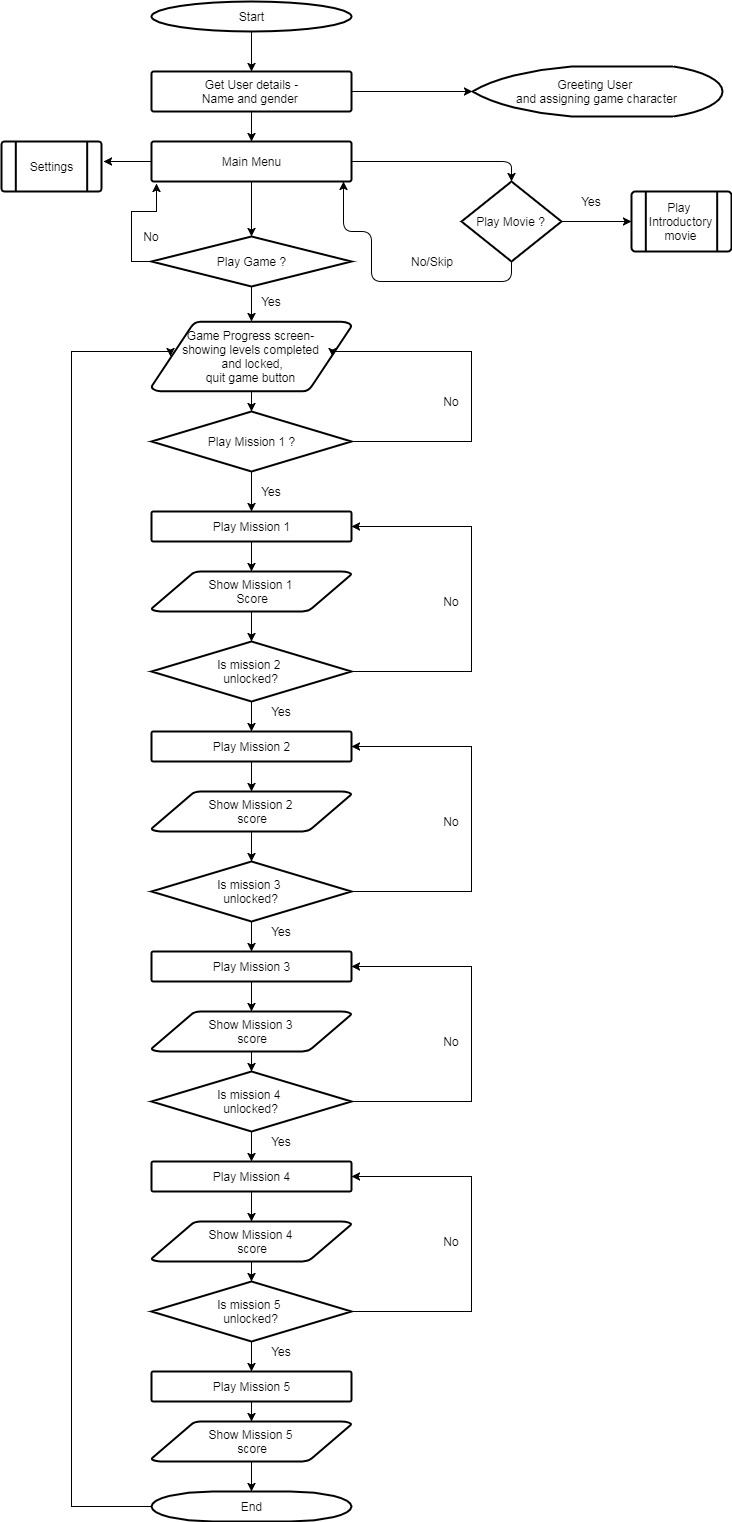 Start
Get User details -
Name and gender
Greeting User
and assigning game character
Settings
Main Menu
Play Movie ?
Yes
Play
Introductory
movie
No
Play Game ?
No/Skip
Yes
Game Progress screen-
showing levels completed
and locked,
quit game button
No
Play Mission 1 ?
Yes
Play Mission 1
Show Mission 1
Score
No
Is mission 2
unlocked?
Yes
Play Mission 2
Show Mission 2
score
No
Is mission 3
unlocked?
Yes
Play Mission 3
Show Mission 3
score
No
Is mission 4
unlocked?
Yes
Play Mission 4
Show Mission 4
score
No
Is mission 5
unlocked?
Yes
Play Mission 5
Show Mission 5
score
End